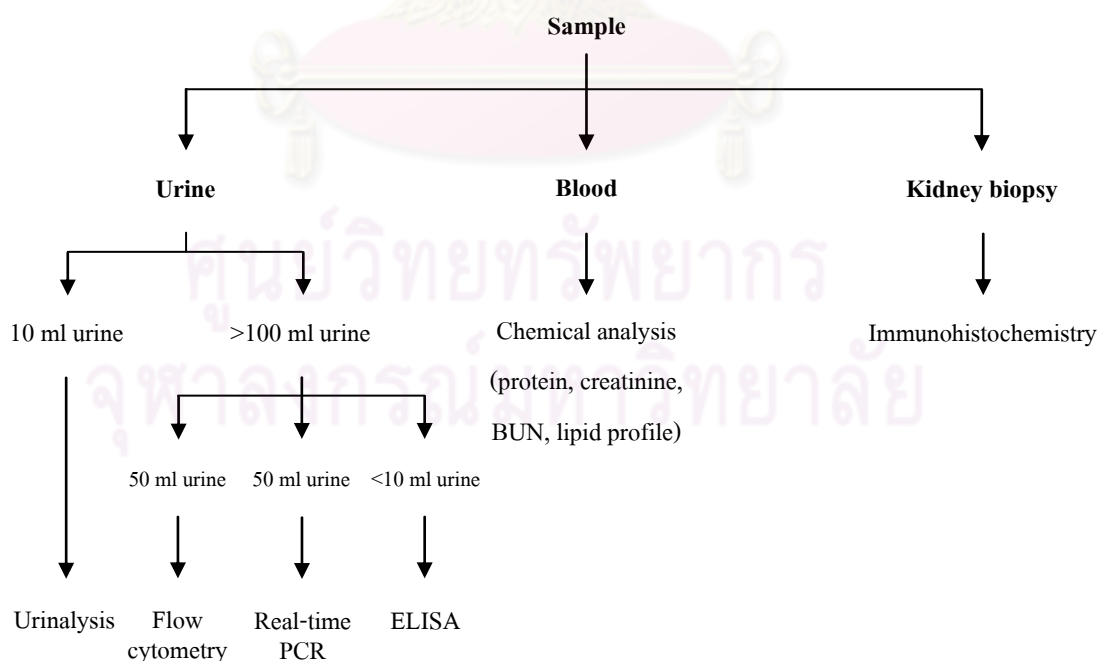 Sample
Urine Blood Kidney biopsy
ศูนย์วิทยทรัพยากร
10 ml urine >100 ml urine Chemical analysis Immunohistochemistry
(protein, creatinine,
จุฬาลงกรณ์มหาวิทยาลัย
BUN, lipid profile)
50 ml urine 50 ml urine <10 ml urine
Urinalysis Flow Real-time ELISA
cytometry PCR